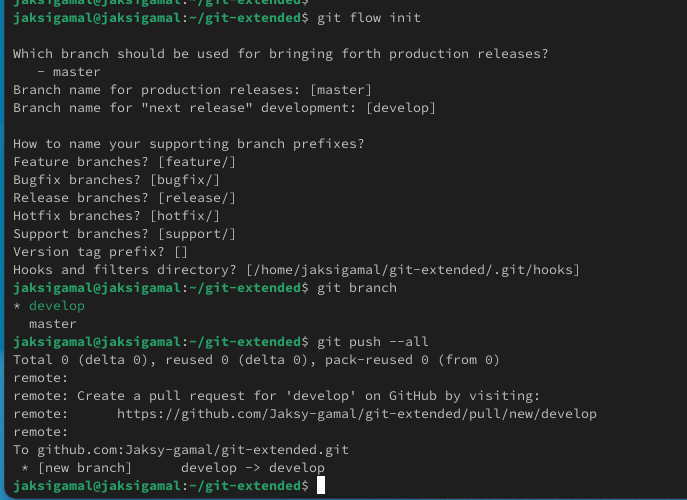 jaksigamal@jaksigamal:~/git-extended$
jaksigamal@jaksigamal:~/git-extended$ git flow init
Which branch should be used for bringing forth production releases?
   - master
Branch name for production releases: [master]
Branch name for "next release" development: [develop]
How to name your supporting branch prefixes?
Feature branches? [feature/]
Bugfix branches? [bugfix/]
Release branches? [release/]
Hotfix branches? [hotfix/]
Support branches? [support/]
Version tag prefix? []
Hooks and filters directory? [/home/jaksigamal/git-extended/.git/hooks]
jaksigamal@jaksigamal:~/git-extended$ git branch
* develop
  master
jaksigamal@jaksigamal:~/git-extended$ git push --all
Total 0 (delta 0), reused 0 (delta 0), pack-reused 0 (from 0)
remote:
remote: Create a pull request for 'develop' on GitHub by visiting:
remote:      https://github.com/Jaksy-gamal/git-extended/pull/new/develop
remote:
To github.com:Jaksy-gamal/git-extended.git
 * [new branch]      develop -> develop
jaksigamal@jaksigamal:~/git-extended$